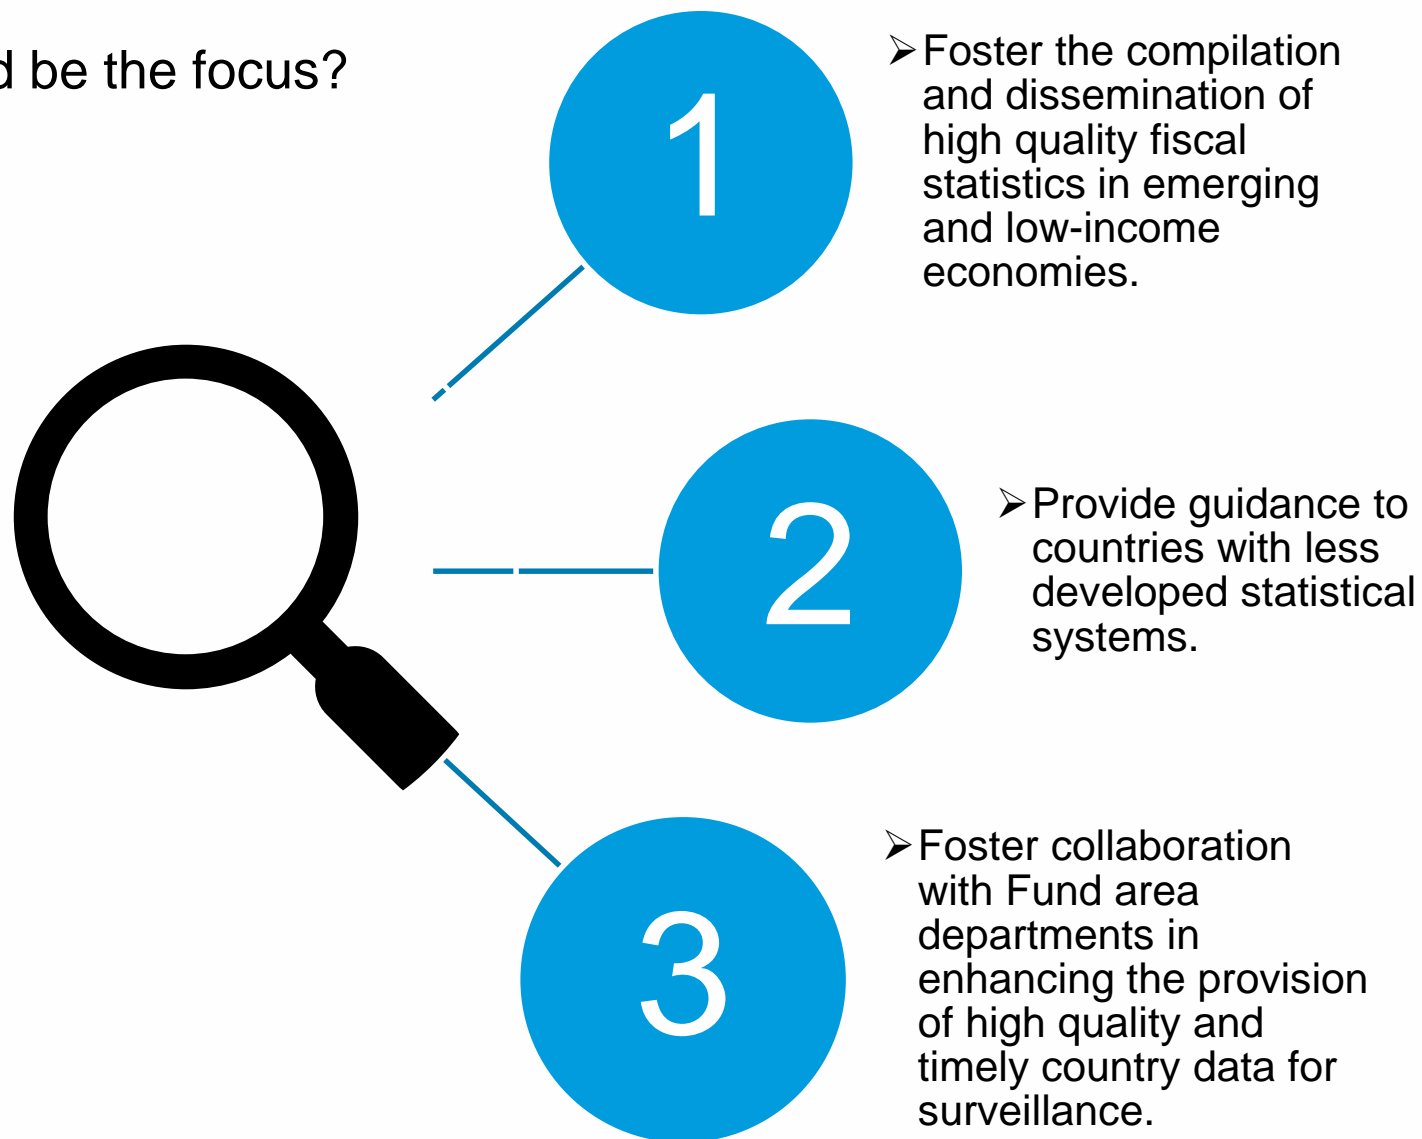 be the focus?
1
➢Foster the compilation
and dissemination of
high quality fiscal
statistics in emerging
and low-income
economies.
2
➢Provide guidance to
countries with less
developed statistical
systems.
3
➢Foster collaboration
with Fund area
departments in
enhancing the provision
of high quality and
timely country data for
surveillance.